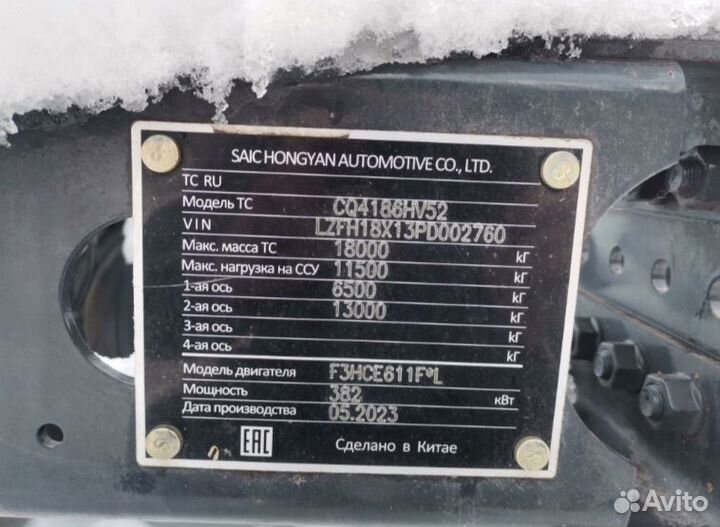 SAIC HONGYAN AUTOMOTIVE CO., LTD.
TC RU
Модель ТС CQ4186HV52
VIN LZFH18X13PD002760
Макс. масса ТС 18000 кг
Макс. нагрузка на ССУ 11500 кг
1-ая ось 6500 кг
2-ая ось 13000 кг
3-ая ось кг
4-ая ось кг
Модель двигателя F3HCE611F*L
Мощность 382 кВт
Дата производства 05.2023
EAC Сделано в Китае
Avito